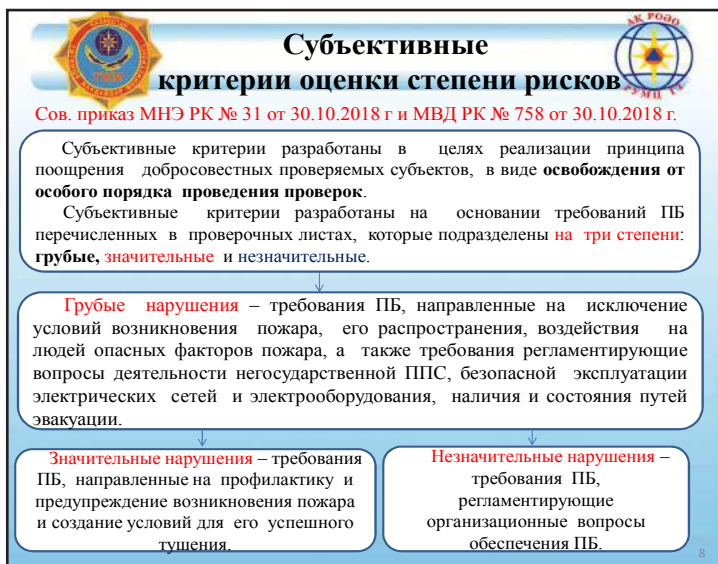 АҚ РОӘО
ТЖМ
РУМЦ ГЗ
Субъективные
критерии оценки степени рисков
Сов. приказ МНЭ РК № 31 от 30.10.2018 г и МВД РК № 758 от 30.10.2018 г.
Субъективные критерии разработаны в целях реализации принципа
поощрения добросовестных проверяемых субъектов, в виде освобождения от
особого порядка проведения проверок.
Субъективные критерии разработаны на основании требований ПБ
перечисленных в проверочных листах, которые подразделены на три степени:
грубые, значительные и незначительные.
Грубые нарушения – требования ПБ, направленные на исключение
условий возникновения пожара, его распространения, воздействия на
людей опасных факторов пожара, а также требования регламентирующие
вопросы деятельности негосударственной ППС, безопасной эксплуатации
электрических сетей и электрооборудования, наличия и состояния путей
эвакуации.
Значительные нарушения – требования
ПБ, направленные на профилактику и
предупреждение возникновения пожара
и создание условий для его успешного
тушения.
Незначительные нарушения –
требования ПБ,
регламентирующие
организационные вопросы
обеспечения ПБ.
8